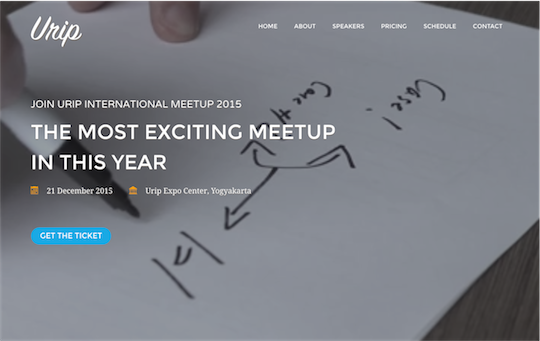 Urip
HOME ABOUT SPEAKERS PRICING SCHEDULE CONTACT
JOIN URIP INTERNATIONAL MEETUP 2015
THE MOST EXCITING MEETUP
IN THIS YEAR
21 December 2015 Urip Expo Center, Yogyakarta
GET THE TICKET